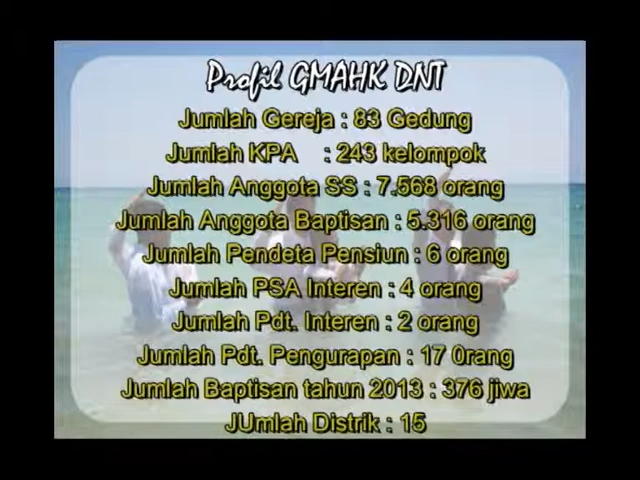 Profil GMAHK DNT
Jumlah Gereja : 83 Gedung
Jumlah KPA : 243 kelompok
Jumlah Anggota SS : 7.568 orang
Jumlah Anggota Baptisan : 5.316 orang
Jumlah Pendeta Pensiun : 6 orang
Jumlah PSA Interen : 4 orang
Jumlah Pdt. Interen : 2 orang
Jumlah Pdt. Pengurapan : 17 0rang
Jumlah Baptisan tahun 2013 : 376 jiwa
JUmlah Distrik : 15